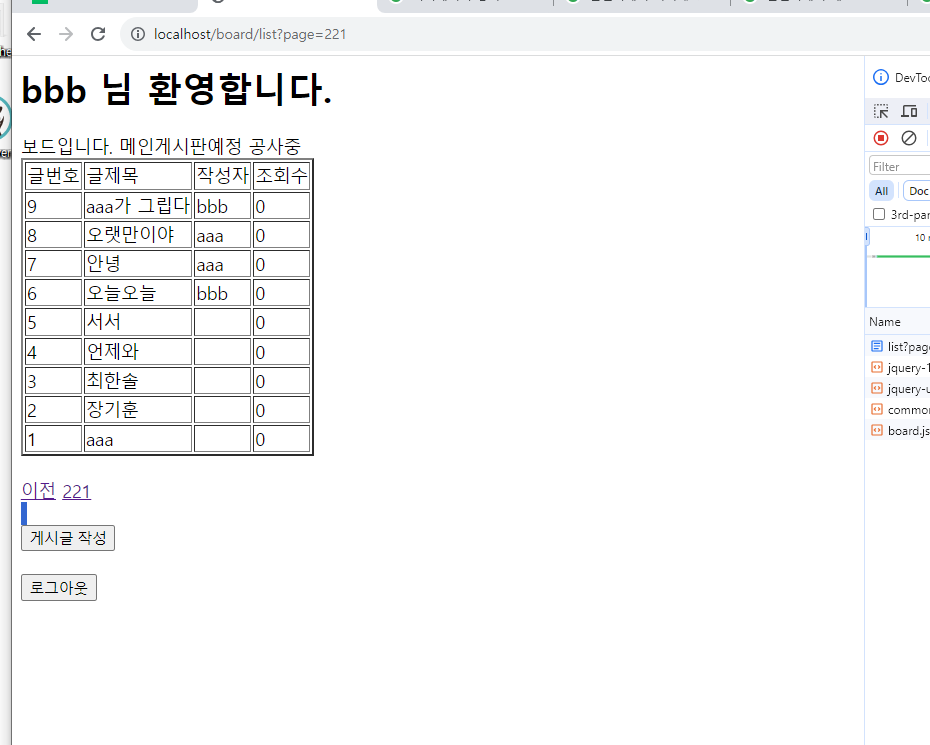 localhost/board/list?page=221
bbb 님 환영합니다.
DevToo
보드입니다. 메인게시판예정 공사중
글번호 글제목 작성자 조회수
9 aaa가 그립다 bbb 0
8 오랫만이야 aaa 0
7 안녕 aaa 0
6 오늘오늘 bbb 0
5 서서 0
4 언제와 0
3 최한솔 0
2 장기훈 0
1 aaa 0
이전 221
게시글 작성
로그아웃
Filter
All Doc
3rd-par
10
Name
list?page
jquery-1
jquery-u
common
board.js